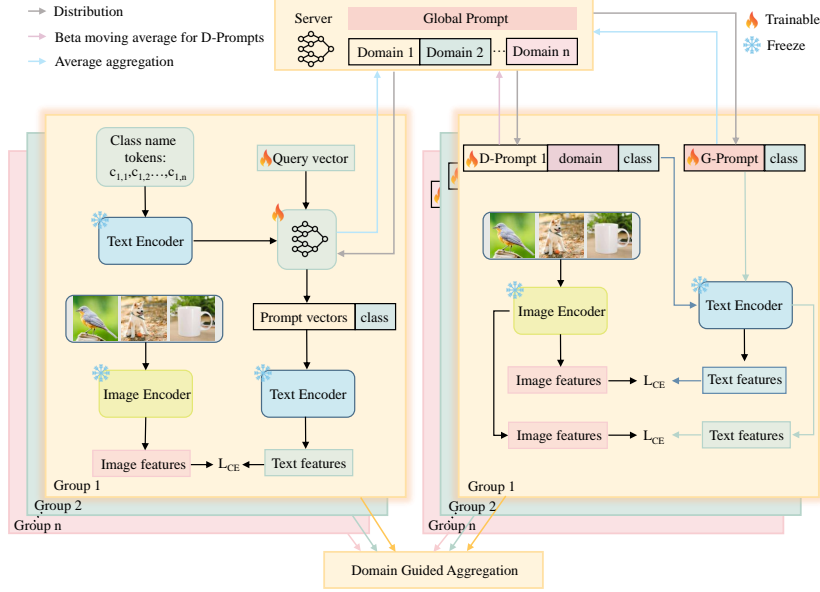 Distribution
Beta moving average for D-Prompts
Average aggregation
Server
Global Prompt
Domain 1
Domain 2
...
Domain n
Trainable
Freeze
Class name
tokens:
c1,1,c1,2…,c1,n
Query vector
Text Encoder
Prompt vectors
class
Image Encoder
Text Encoder
Image features
LCE
Text features
Group 1
Group 2
Group n
D-Prompt 1
domain
class
G-Prompt
class
Image Encoder
Text Encoder
Image features
LCE
Text features
Image features
LCE
Text features
Group 1
Group 2
Group n
Domain Guided Aggregation